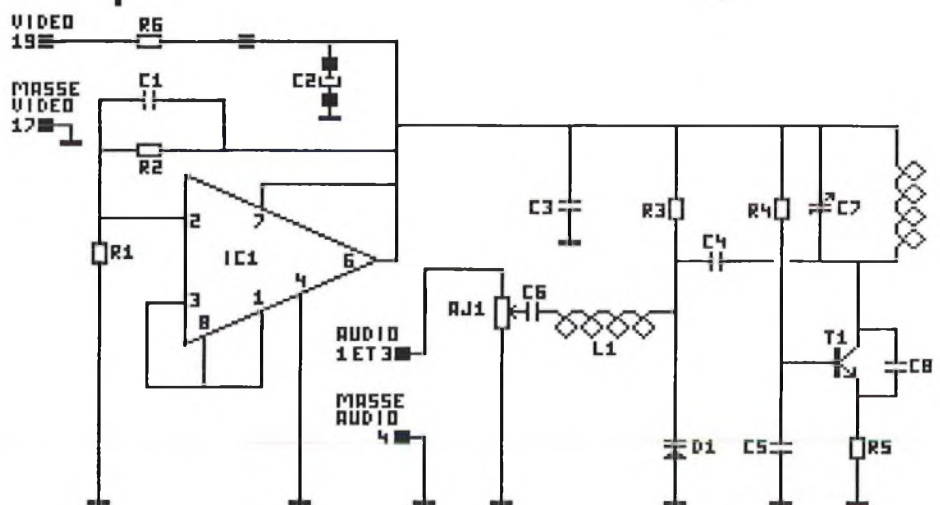 VIDEO
19
R6
C2
MASSE
VIDEO
17
C1
R2
2
7
IC1
6
R1
4
3
1
8
C3
R3
R4
C7
C4
AUDIO
1 ET 3
AJ1
C6
L1
T1
C8
MASSE
AUDIO
4
D1
C5
R5